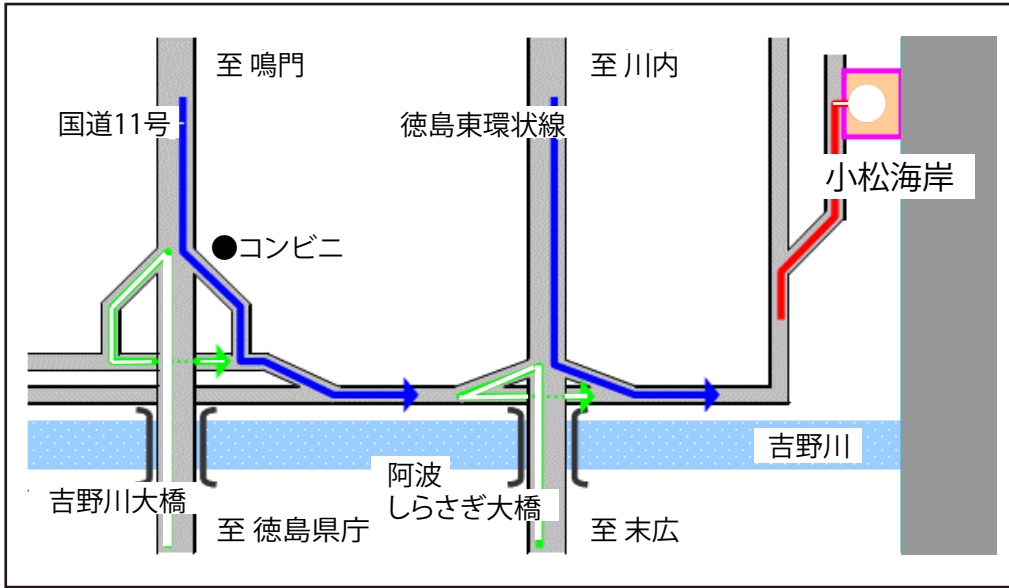 至 鳴門
至 川内
国道11号
徳島東環状線
小松海岸
●コンビニ
吉野川
阿波
しらさぎ大橋
吉野川大橋
至 徳島県庁
至 末広